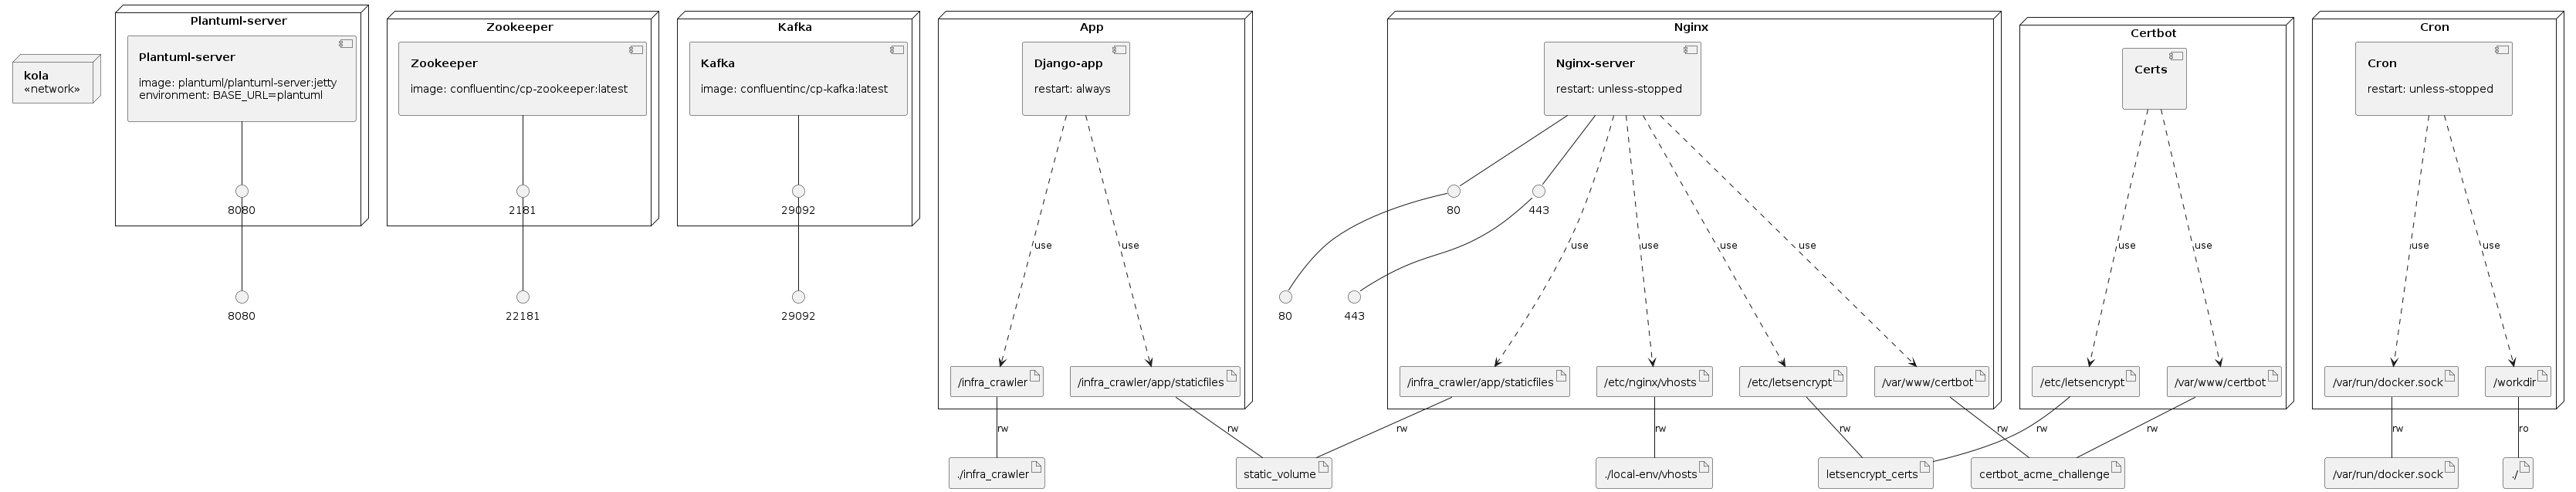 kola
«network»
Plantuml-server
Plantuml-server
image: plantuml/plantuml-server:jetty
environment: BASE_URL=plantuml
8080
8080
Zookeeper
Zookeeper
image: confluentinc/cp-zookeeper:latest
2181
22181
Kafka
Kafka
image: confluentinc/cp-kafka:latest
29092
29092
App
Django-app
restart: always
use
use
/infra_crawler
/infra_crawler/app/staticfiles
rw
rw
./infra_crawler
static_volume
Nginx
Nginx-server
restart: unless-stopped
80
443
80
443
use
use
use
use
/infra_crawler/app/staticfiles
/etc/nginx/vhosts
/etc/letsencrypt
/var/www/certbot
rw
rw
rw
rw
./local-env/vhosts
letsencrypt_certs
certbot_acme_challenge
Certbot
Certs
use
use
/etc/letsencrypt
/var/www/certbot
rw
rw
Cron
Cron
restart: unless-stopped
use
use
/var/run/docker.sock
/workdir
rw
ro
/var/run/docker.sock
./